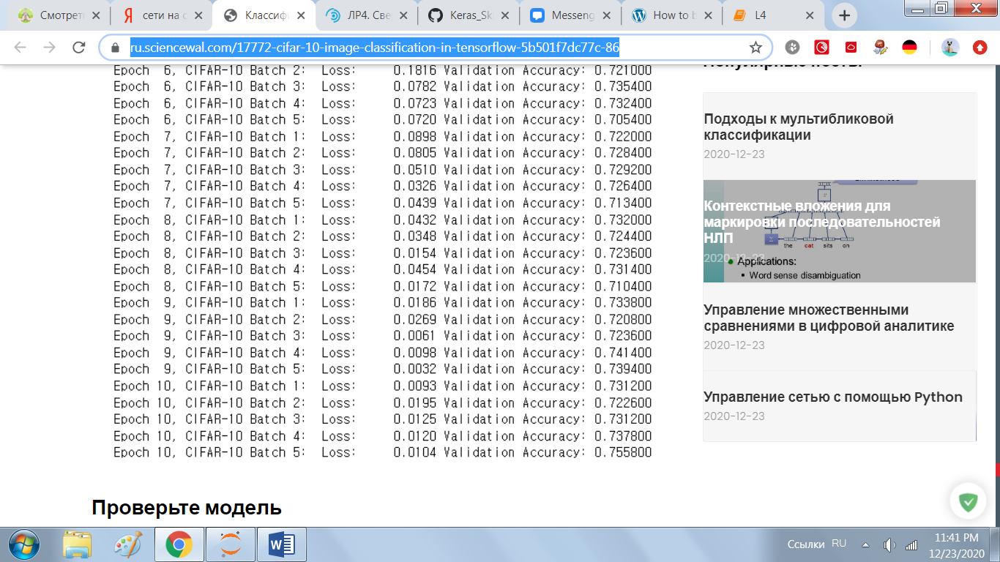 Смотрет
сети на с
Классиф
ЛР4. Све
Keras_Sk
Messeng
How to b
L4
ru.sciencewal.com/17772-cifar-10-image-classification-in-tensorflow-5b501f7dc77c-86
Epoch 6, CIFAR-10 Batch 2: Loss: 0.1816 Validation Accuracy: 0.721000
Epoch 6, CIFAR-10 Batch 3: Loss: 0.0782 Validation Accuracy: 0.735400
Epoch 6, CIFAR-10 Batch 4: Loss: 0.0723 Validation Accuracy: 0.732400
Epoch 6, CIFAR-10 Batch 5: Loss: 0.0720 Validation Accuracy: 0.705400
Epoch 7, CIFAR-10 Batch 1: Loss: 0.0898 Validation Accuracy: 0.722000
Epoch 7, CIFAR-10 Batch 2: Loss: 0.0805 Validation Accuracy: 0.728400
Epoch 7, CIFAR-10 Batch 3: Loss: 0.0510 Validation Accuracy: 0.729200
Epoch 7, CIFAR-10 Batch 4: Loss: 0.0326 Validation Accuracy: 0.726400
Epoch 7, CIFAR-10 Batch 5: Loss: 0.0439 Validation Accuracy: 0.713400
Epoch 8, CIFAR-10 Batch 1: Loss: 0.0432 Validation Accuracy: 0.732000
Epoch 8, CIFAR-10 Batch 2: Loss: 0.0348 Validation Accuracy: 0.724400
Epoch 8, CIFAR-10 Batch 3: Loss: 0.0154 Validation Accuracy: 0.723600
Epoch 8, CIFAR-10 Batch 4: Loss: 0.0454 Validation Accuracy: 0.731400
Epoch 8, CIFAR-10 Batch 5: Loss: 0.0172 Validation Accuracy: 0.710400
Epoch 9, CIFAR-10 Batch 1: Loss: 0.0186 Validation Accuracy: 0.733800
Epoch 9, CIFAR-10 Batch 2: Loss: 0.0269 Validation Accuracy: 0.720800
Epoch 9, CIFAR-10 Batch 3: Loss: 0.0061 Validation Accuracy: 0.723600
Epoch 9, CIFAR-10 Batch 4: Loss: 0.0098 Validation Accuracy: 0.741400
Epoch 9, CIFAR-10 Batch 5: Loss: 0.0032 Validation Accuracy: 0.739400
Epoch 10, CIFAR-10 Batch 1: Loss: 0.0093 Validation Accuracy: 0.731200
Epoch 10, CIFAR-10 Batch 2: Loss: 0.0195 Validation Accuracy: 0.722600
Epoch 10, CIFAR-10 Batch 3: Loss: 0.0125 Validation Accuracy: 0.731200
Epoch 10, CIFAR-10 Batch 4: Loss: 0.0120 Validation Accuracy: 0.737800
Epoch 10, CIFAR-10 Batch 5: Loss: 0.0104 Validation Accuracy: 0.755800
Проверьте модель
Популярные посты
Подходы к мультибликовой
классификации
2020-12-23
Контекстные вложения для
маркировки последовательностей
НЛП
the cat sits on
2020-12-23
Applications:
Word sense disambiguation
Управление множественными
сравнениями в цифровой аналитике
2020-12-23
Управление сетью с помощью Python
2020-12-23
Ссылки
RU
11:41 PM
12/23/2020